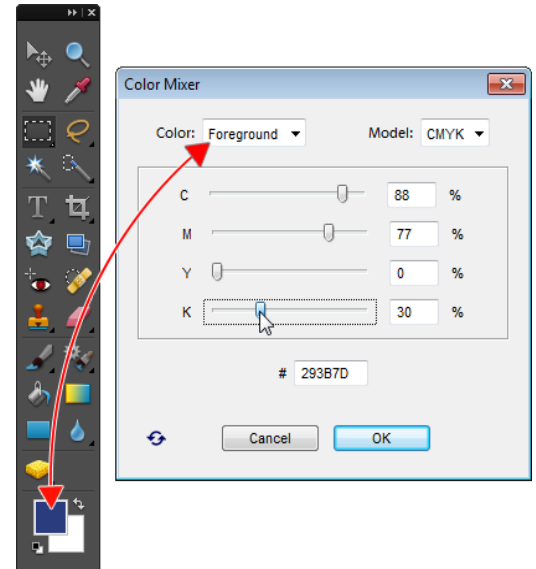 Color Mixer
Color: Foreground Model: CMYK
C 88 %
M 77 %
Y 0 %
K 30 %
# 293B7D
Cancel OK
T